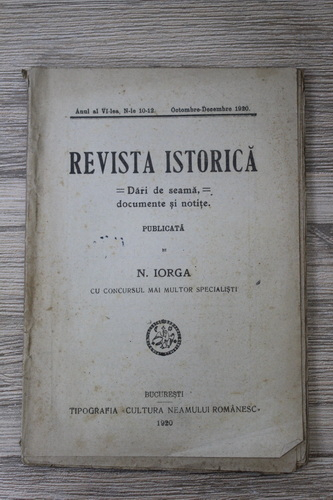 Anul al VI-lea, N-le 10-12. Octombre-Decembre 1920.
REVISTA ISTORICĂ
= Dări de seamă, =
documente și notițe.
PUBLICATĂ
DE
N. IORGA
CU CONCURSUL MAI MULTOR SPECIALIȘTI
BUCUREȘTI
TIPOGRAFIA «CULTURA NEAMULUI ROMĂNESC»
1920